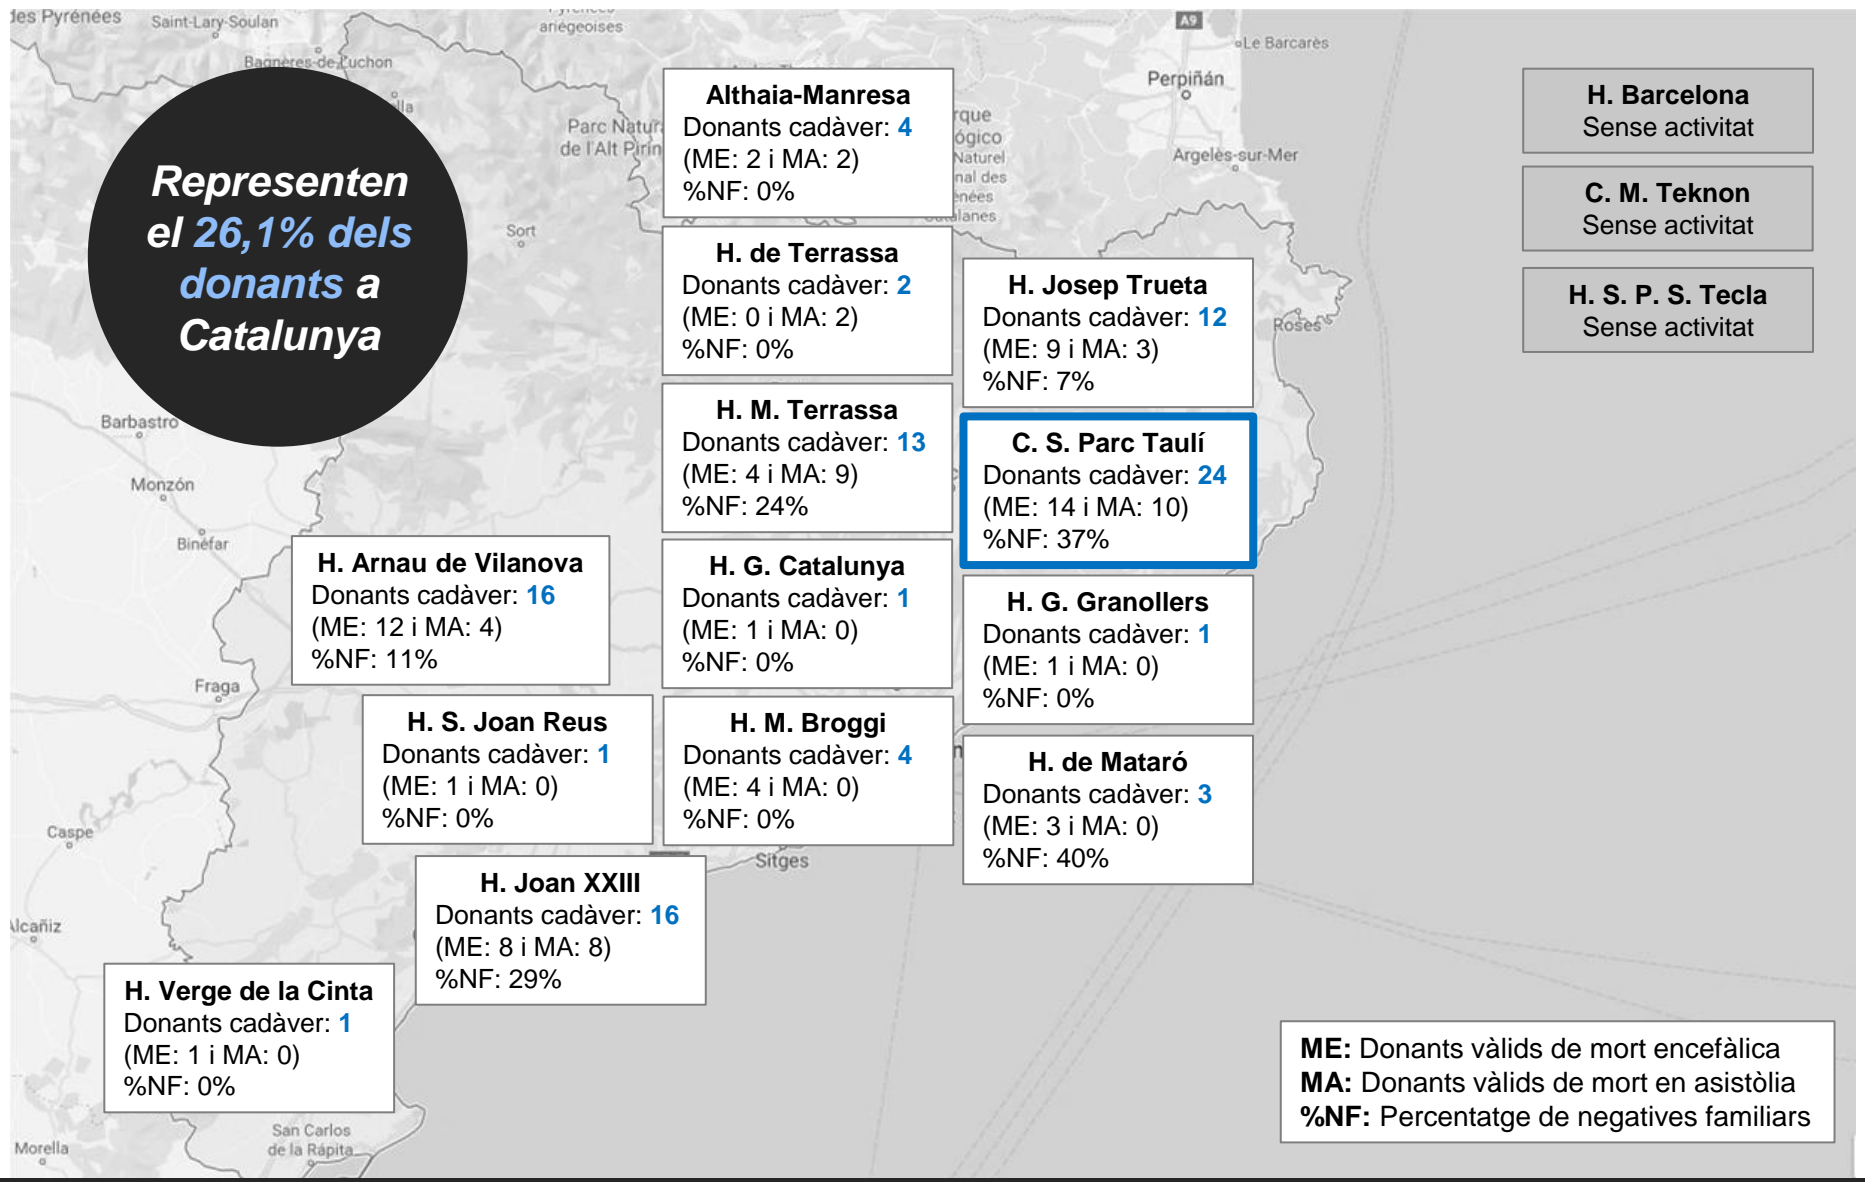 des Pyrénées
Saint-Lary-Soulan
ariégeoises
A9
Le Barcarès
Bagnères-de-Luchon
Perpiñán
Argelès-sur-Mer
Parc Natur
de l'Alt Pirin
Sort
Roses
Representen
el 26,1% dels
donants a
Catalunya
Althaia-Manresa
Donants cadàver: 4
(ME: 2 i MA: 2)
%NF: 0%
H. Barcelona
Sense activitat
C. M. Teknon
Sense activitat
H. S. P. S. Tecla
Sense activitat
H. de Terrassa
Donants cadàver: 2
(ME: 0 i MA: 2)
%NF: 0%
H. Josep Trueta
Donants cadàver: 12
(ME: 9 i MA: 3)
%NF: 7%
H. M. Terrassa
Donants cadàver: 13
(ME: 4 i MA: 9)
%NF: 24%
C. S. Parc Taulí
Donants cadàver: 24
(ME: 14 i MA: 10)
%NF: 37%
Barbastro
Monzón
Binéfar
H. Arnau de Vilanova
Donants cadàver: 16
(ME: 12 i MA: 4)
%NF: 11%
H. G. Catalunya
Donants cadàver: 1
(ME: 1 i MA: 0)
%NF: 0%
H. G. Granollers
Donants cadàver: 1
(ME: 1 i MA: 0)
%NF: 0%
Fraga
H. S. Joan Reus
Donants cadàver: 1
(ME: 1 i MA: 0)
%NF: 0%
H. M. Broggi
Donants cadàver: 4
(ME: 4 i MA: 0)
%NF: 0%
H. de Mataró
Donants cadàver: 3
(ME: 3 i MA: 0)
%NF: 40%
Caspe
Sitges
H. Joan XXIII
Donants cadàver: 16
(ME: 8 i MA: 8)
%NF: 29%
Alcañiz
H. Verge de la Cinta
Donants cadàver: 1
(ME: 1 i MA: 0)
%NF: 0%
San Carlos
de la Rápita
Morella
ME: Donants vàlids de mort encefàlica
MA: Donants vàlids de mort en asistòlia
%NF: Percentatge de negatives familiars